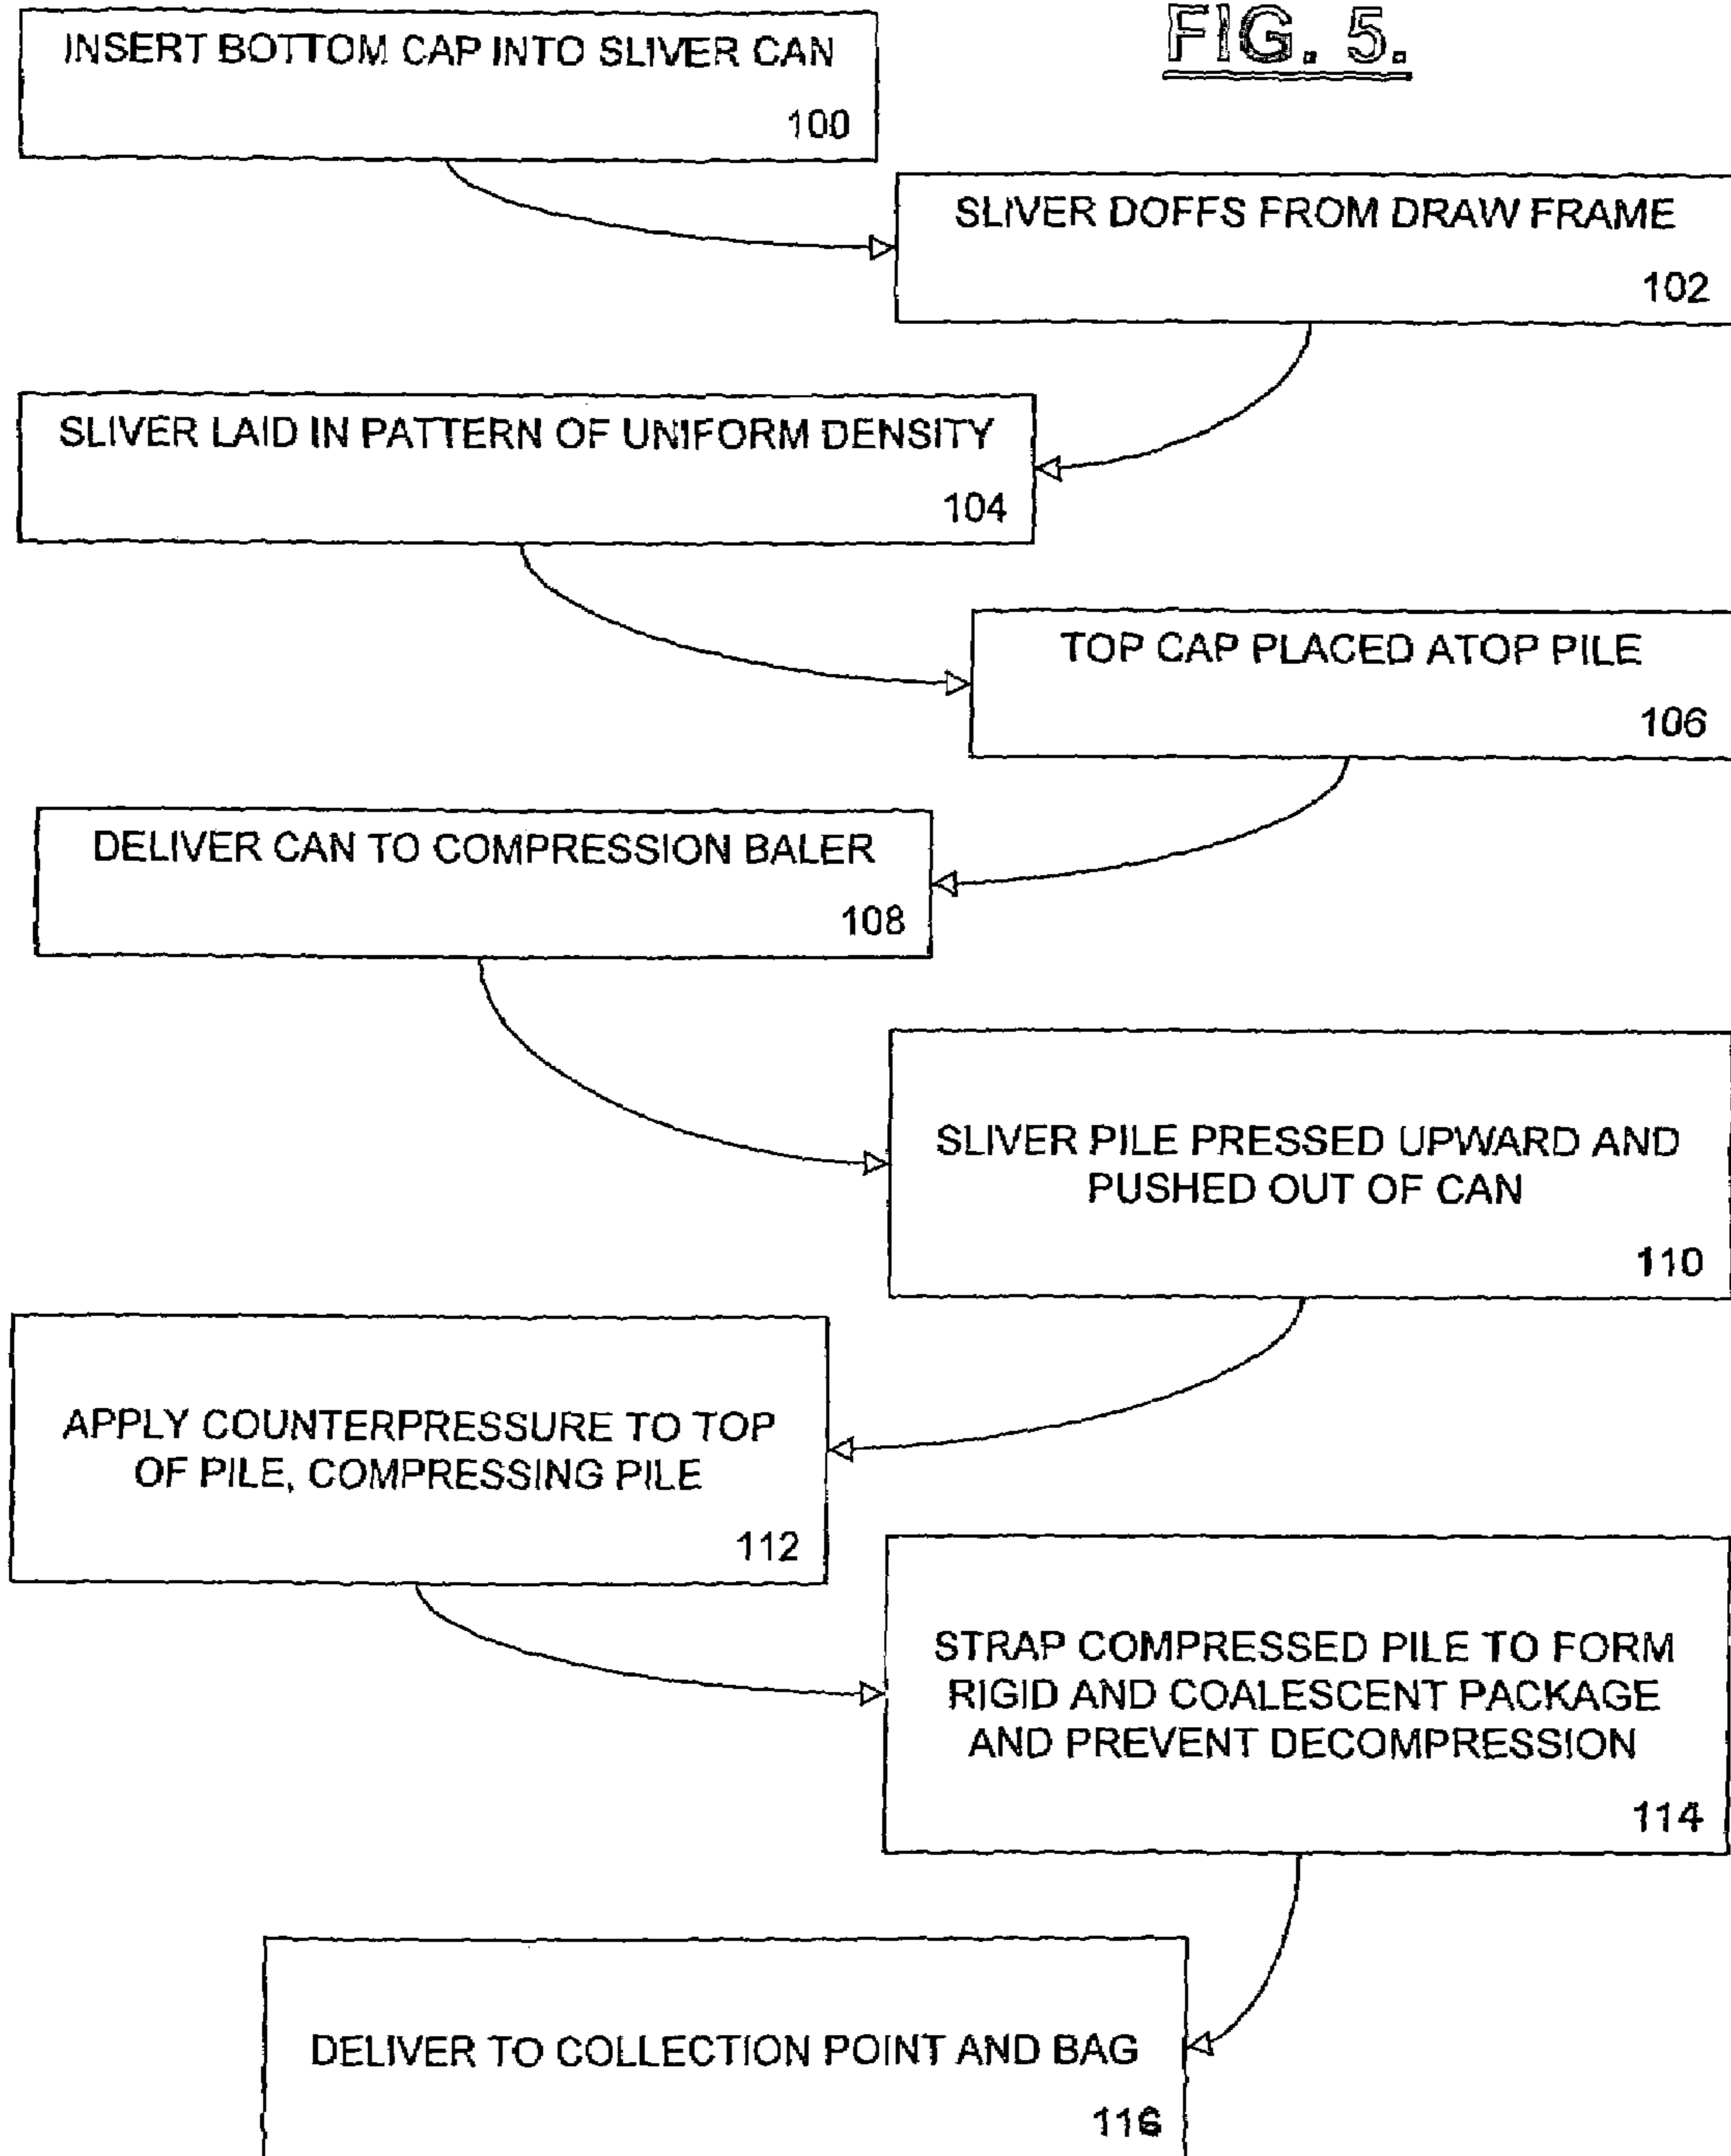 FIG. 5.
INSERT BOTTOM CAP INTO SLIVER CAN
100
SLIVER DOFFS FROM DRAW FRAME
102
SLIVER LAID IN PATTERN OF UNIFORM DENSITY
104
TOP CAP PLACED ATOP PILE
106
DELIVER CAN TO COMPRESSION BALER
108
SLIVER PILE PRESSED UPWARD AND
PUSHED OUT OF CAN
110
APPLY COUNTERPRESSURE TO TOP
OF PILE, COMPRESSING PILE
112
STRAP COMPRESSED PILE TO FORM
RIGID AND COALESCENT PACKAGE
AND PREVENT DECOMPRESSION
114
DELIVER TO COLLECTION POINT AND BAG
116